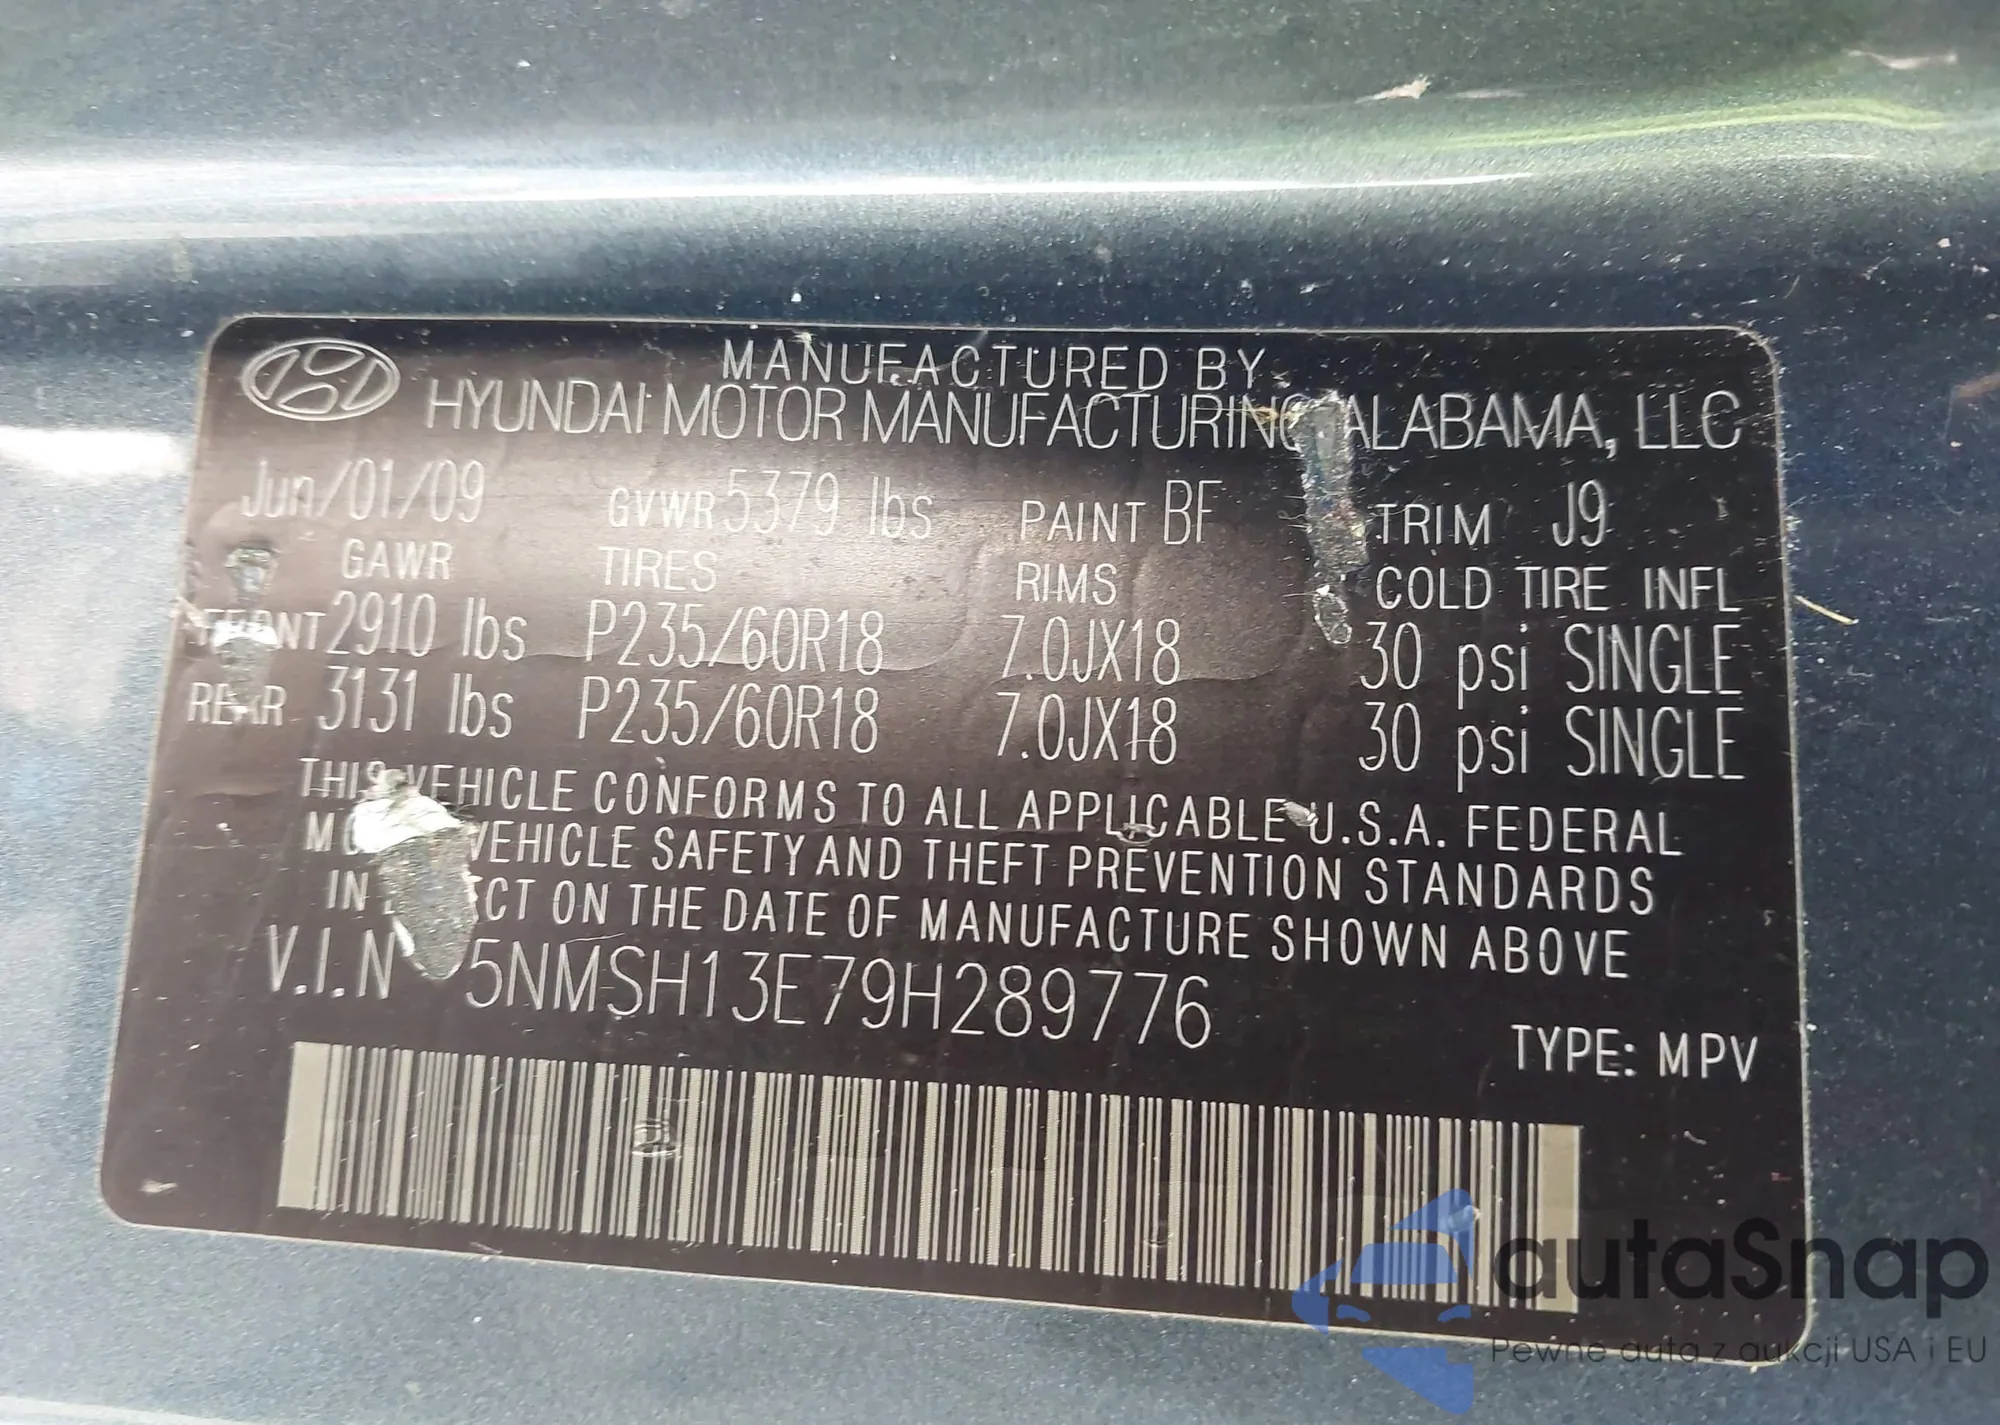 MANUFACTURED BY
HYUNDAI MOTOR MANUFACTURING ALABAMA, LLC
Jun/01/09 GVWR 5379 lbs PAINT BF TRIM J9
GAWR TIRES RIMS COLD TIRE INFL
FRONT 2910 lbs P235/60R18 7.0JX18 30 psi SINGLE
REAR 3131 lbs P235/60R18 7.0JX18 30 psi SINGLE
THIS VEHICLE CONFORMS TO ALL APPLICABLE U.S.A. FEDERAL
VEHICLE SAFETY AND THEFT PREVENTION STANDARDS
IN ON THE DATE OF MANUFACTURE SHOWN ABOVE
V.I.N 5NMSH13E79H289776
TYPE: MPV
autaSnap
Pewne auta z aukcji USA i EU